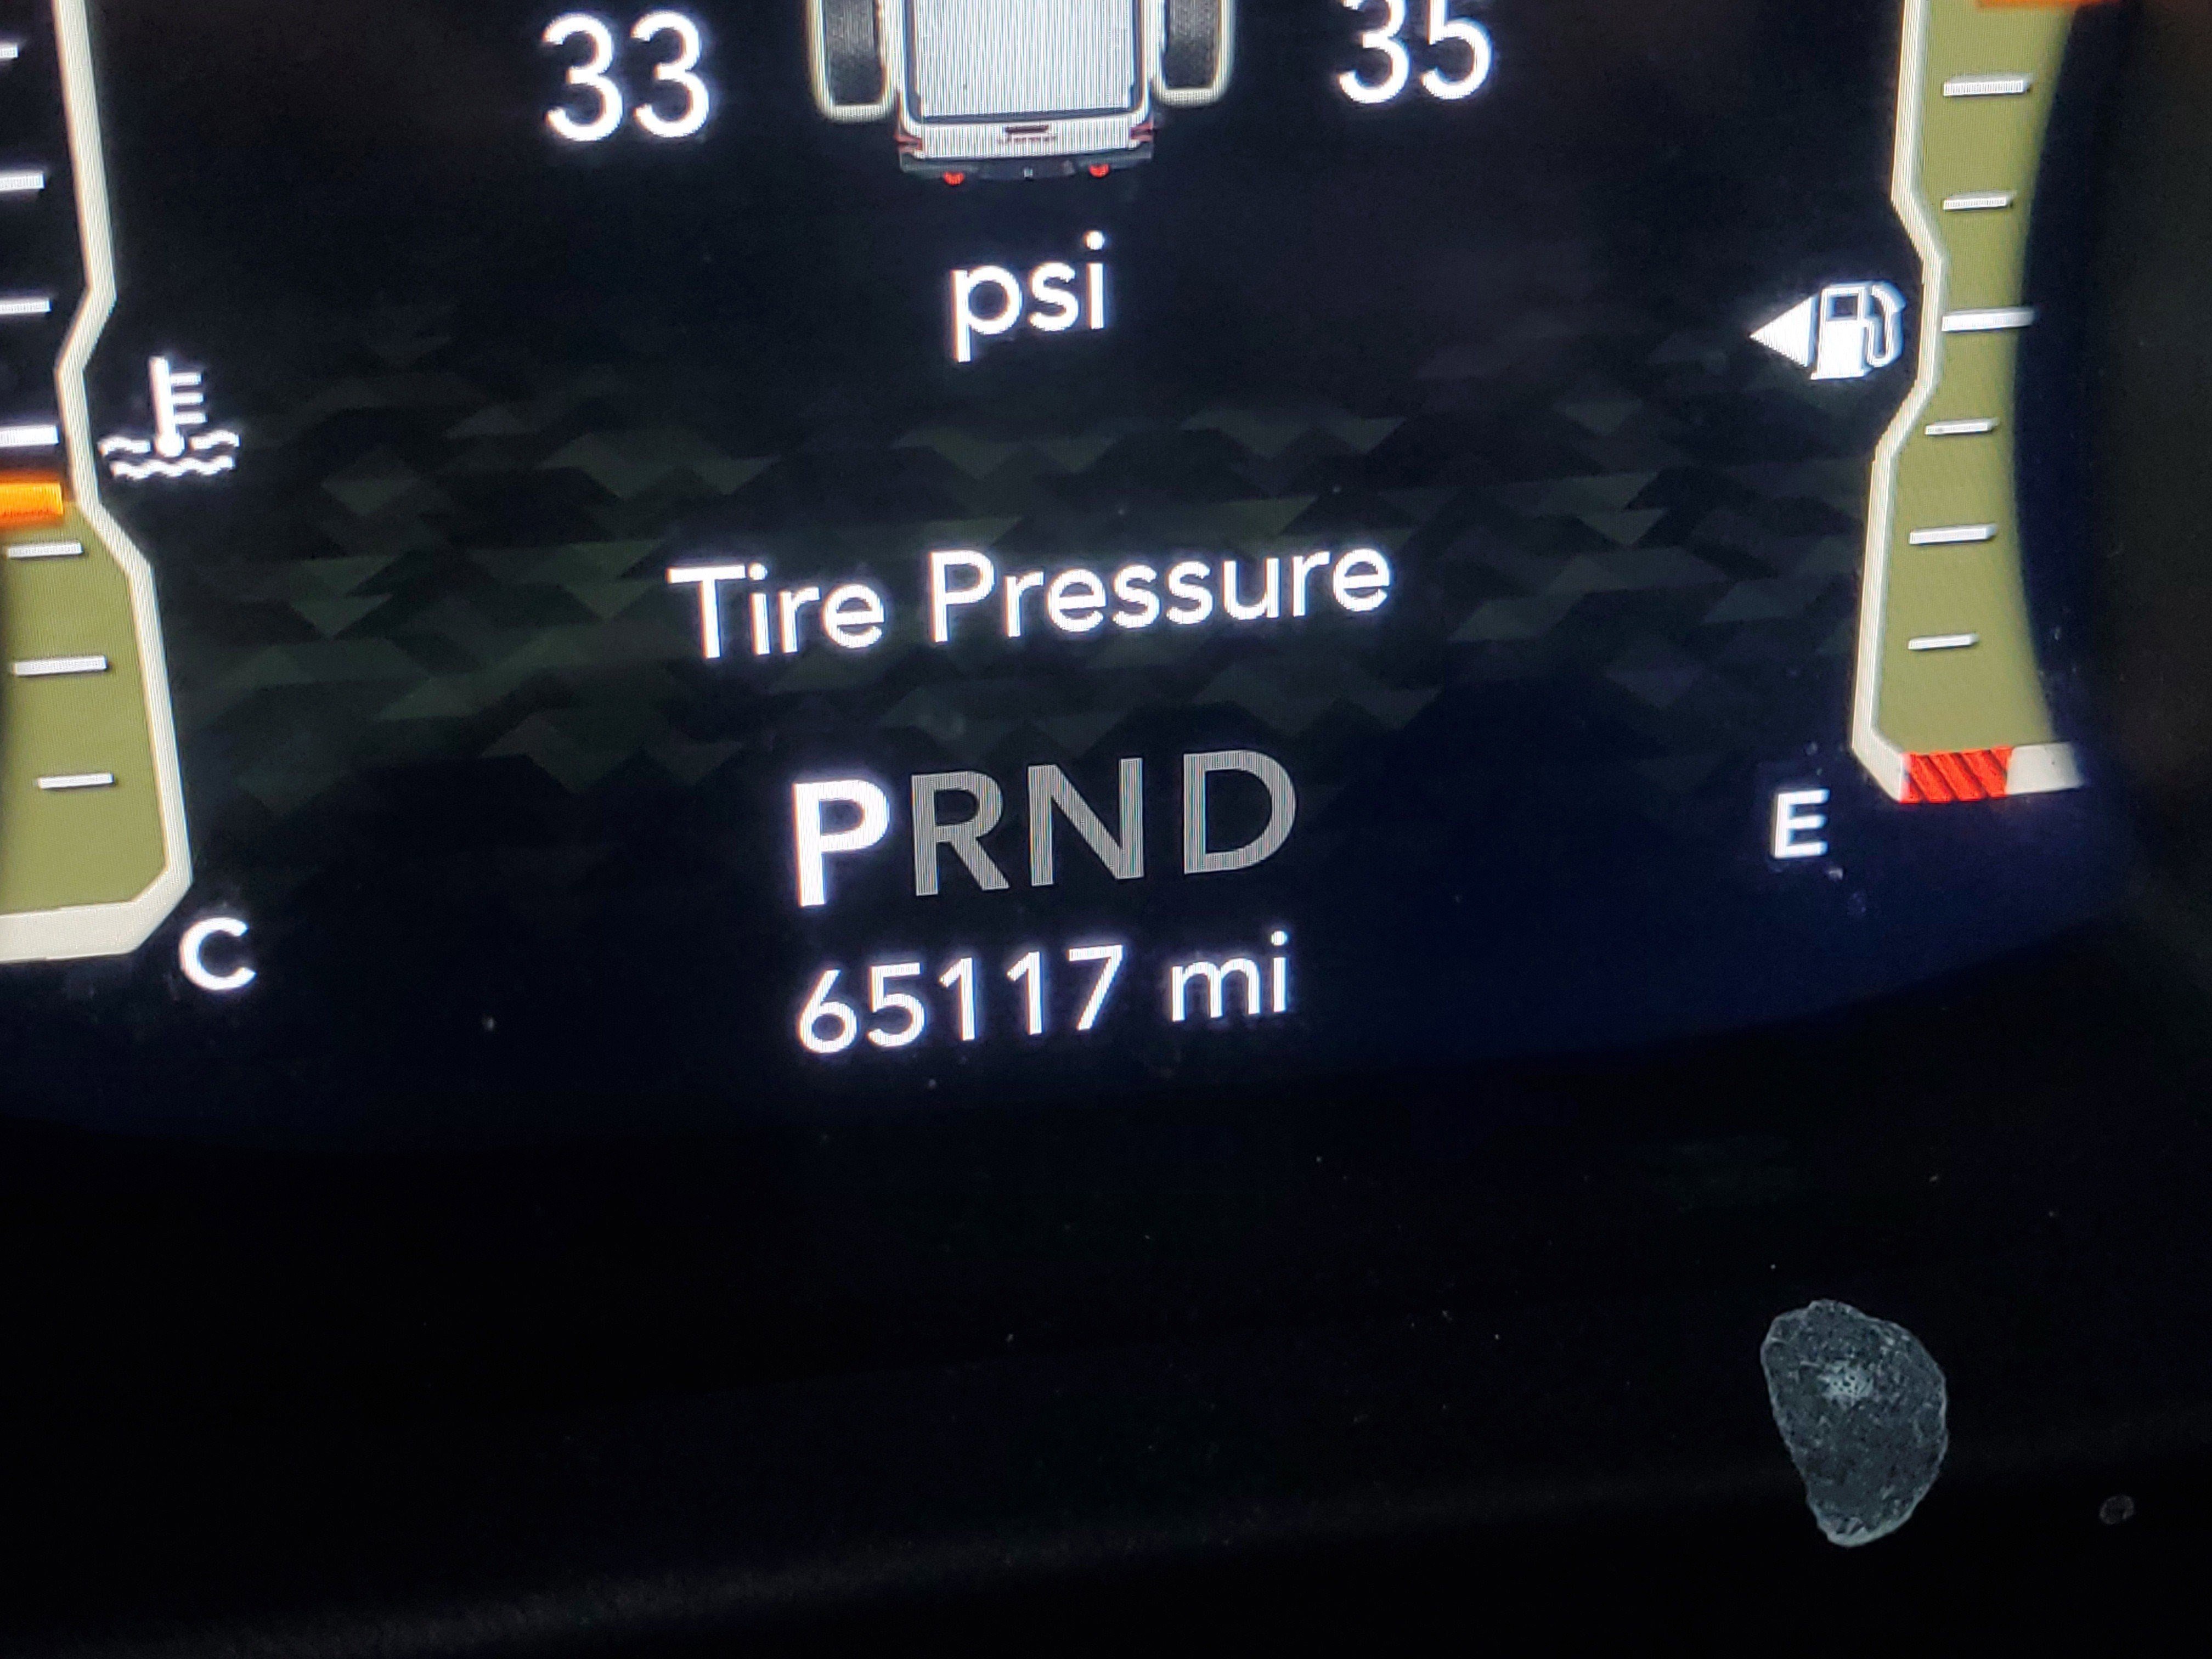 33 35
psi
Tire Pressure
PRND
E
C
65117 mi